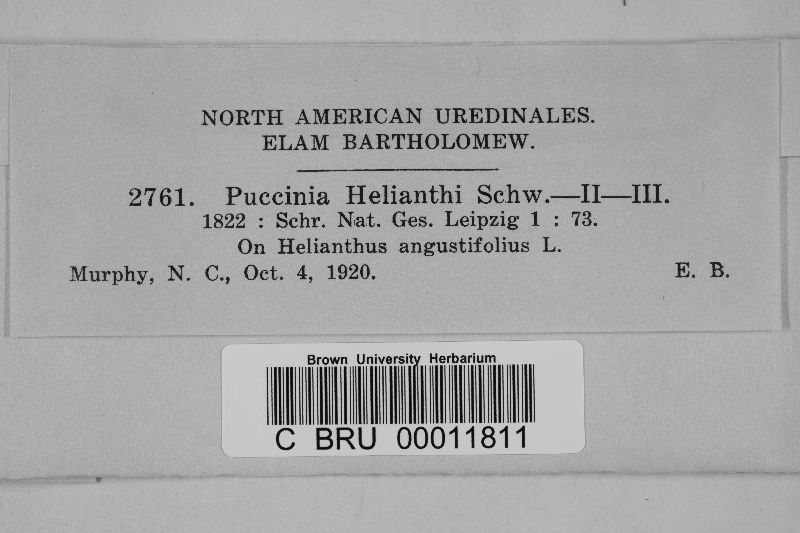 NORTH AMERICAN UREDINALES.
ELAM BARTHOLOMEW.
2761. Puccinia Helianthi Schw.—II—III.
1822 : Schr. Nat. Ges. Leipzig 1 : 73.
On Helianthus angustifolius L.
Murphy, N. C., Oct. 4, 1920. E. B.
Brown University Herbarium
C BRU 00011811